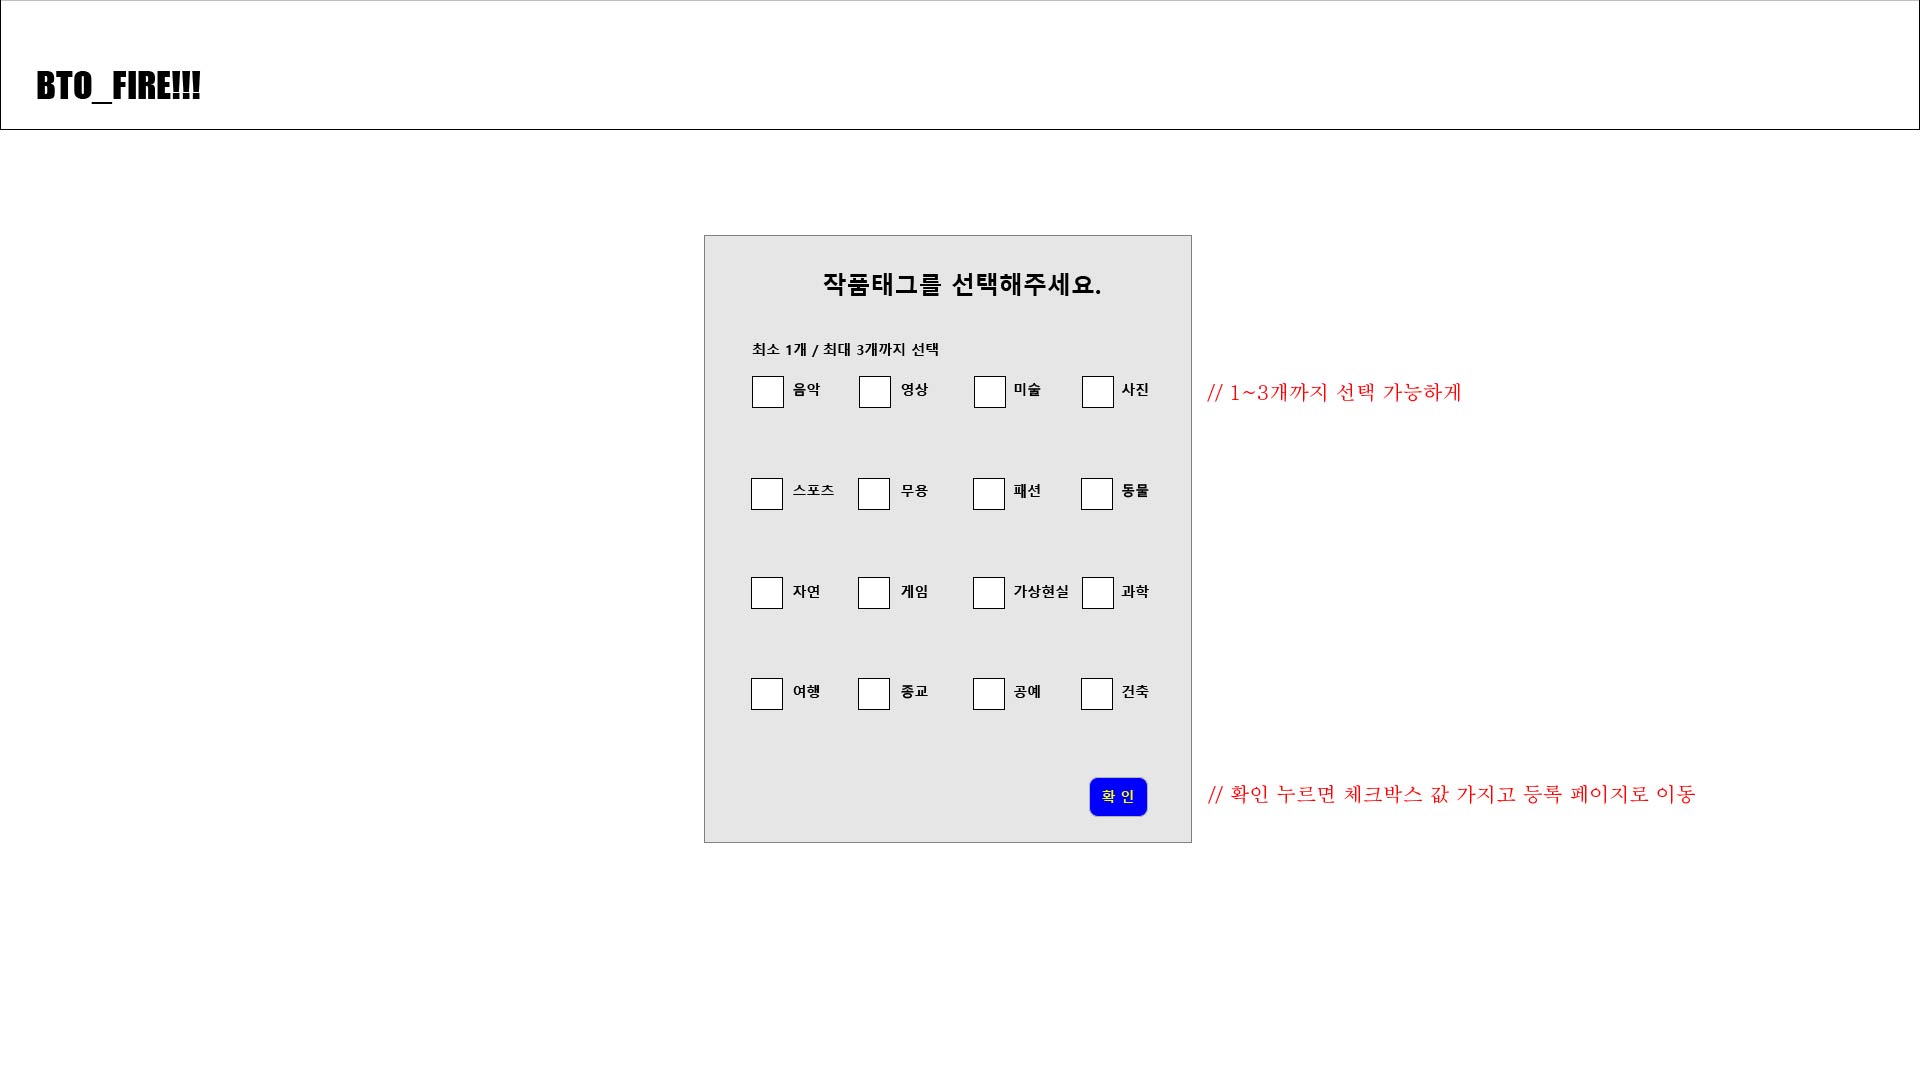 BTO_FIRE!!!
작품태그를 선택해주세요.
최소 1개 / 최대 3개까지 선택
음악 영상 미술 사진
// 1~3개까지 선택 가능하게
스포츠 무용 패션 동물
자연 게임 가상현실 과학
여행 종교 공예 건축
확 인
// 확인 누르면 체크박스 값 가지고 등록 페이지로 이동